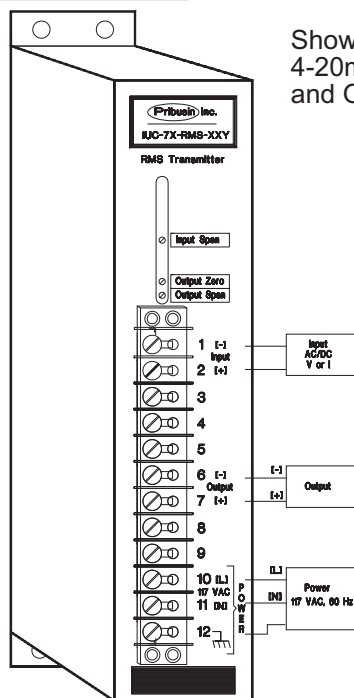 Show
4-20m
and C
Pribusin Inc.
IUC-7X-RMS-XXY
RMS Transmitter
Input Span
Output Zero
Output Span
1 [-]
Input
2 [+]
3
4
5
6 [-]
Output
7 [+]
8
9
10 [L]
117 VAC
11 [N]
12
POWER
Input
AC/DC
V or I
[-]
[+]
Output
[L]
[N]
Power
117 VAC, 60 Hz